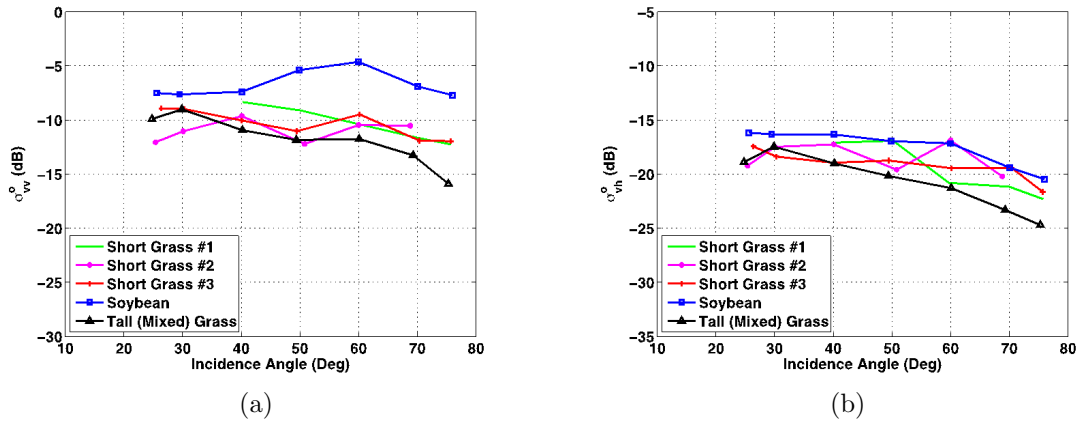 0
−5
−10
−15
−20
−25
−30
10 20 30 40 50 60 70 80
σ°vv (dB)
Incidence Angle (Deg)
Short Grass #1
Short Grass #2
Short Grass #3
Soybean
Tall (Mixed) Grass
(a)
−5
−10
−15
−20
−25
−30
−35
10 20 30 40 50 60 70 80
σ°vh (dB)
Incidence Angle (Deg)
Short Grass #1
Short Grass #2
Short Grass #3
Soybean
Tall (Mixed) Grass
(b)